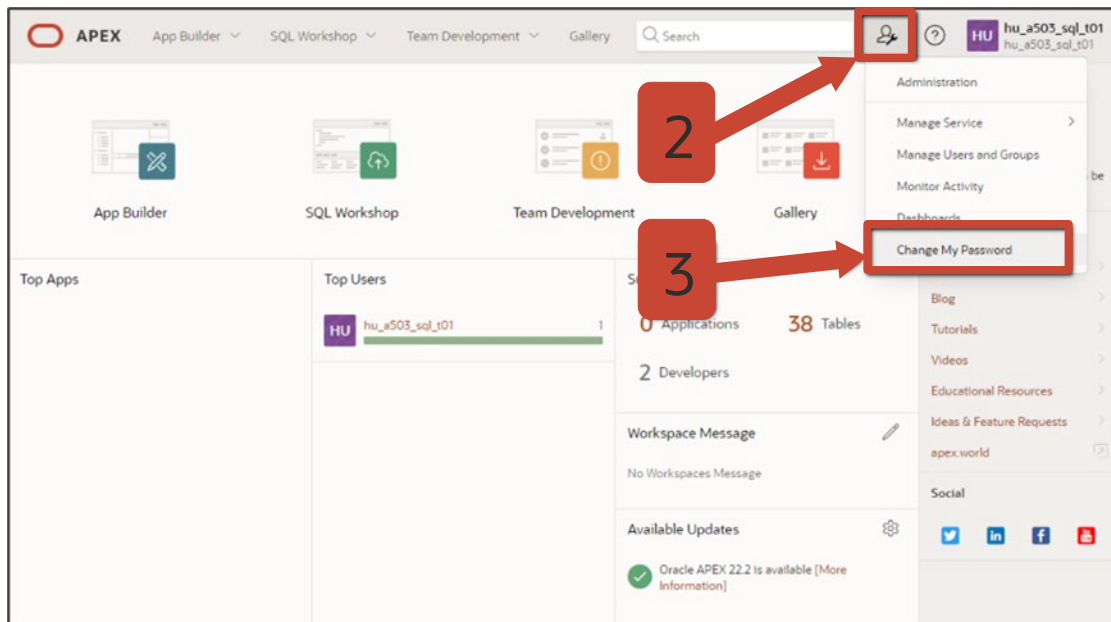 APEX App Builder SQL Workshop Team Development Gallery Search
HU hu_a503_sql_t01
hu_a503_sql_t01
2
Administration
Manage Service
Manage Users and Groups
Monitor Activity
Dashboards
Change My Password
be
App Builder SQL Workshop Team Development Gallery
3
Top Apps
Top Users
HU hu_a503_sql_t01 1
0 Applications 38 Tables
2 Developers
Workspace Message
No Workspaces Message
Available Updates
Oracle APEX 22.2 is available [More
Information]
Blog
Tutorials
Videos
Educational Resources
Ideas & Feature Requests
apex.world
Social